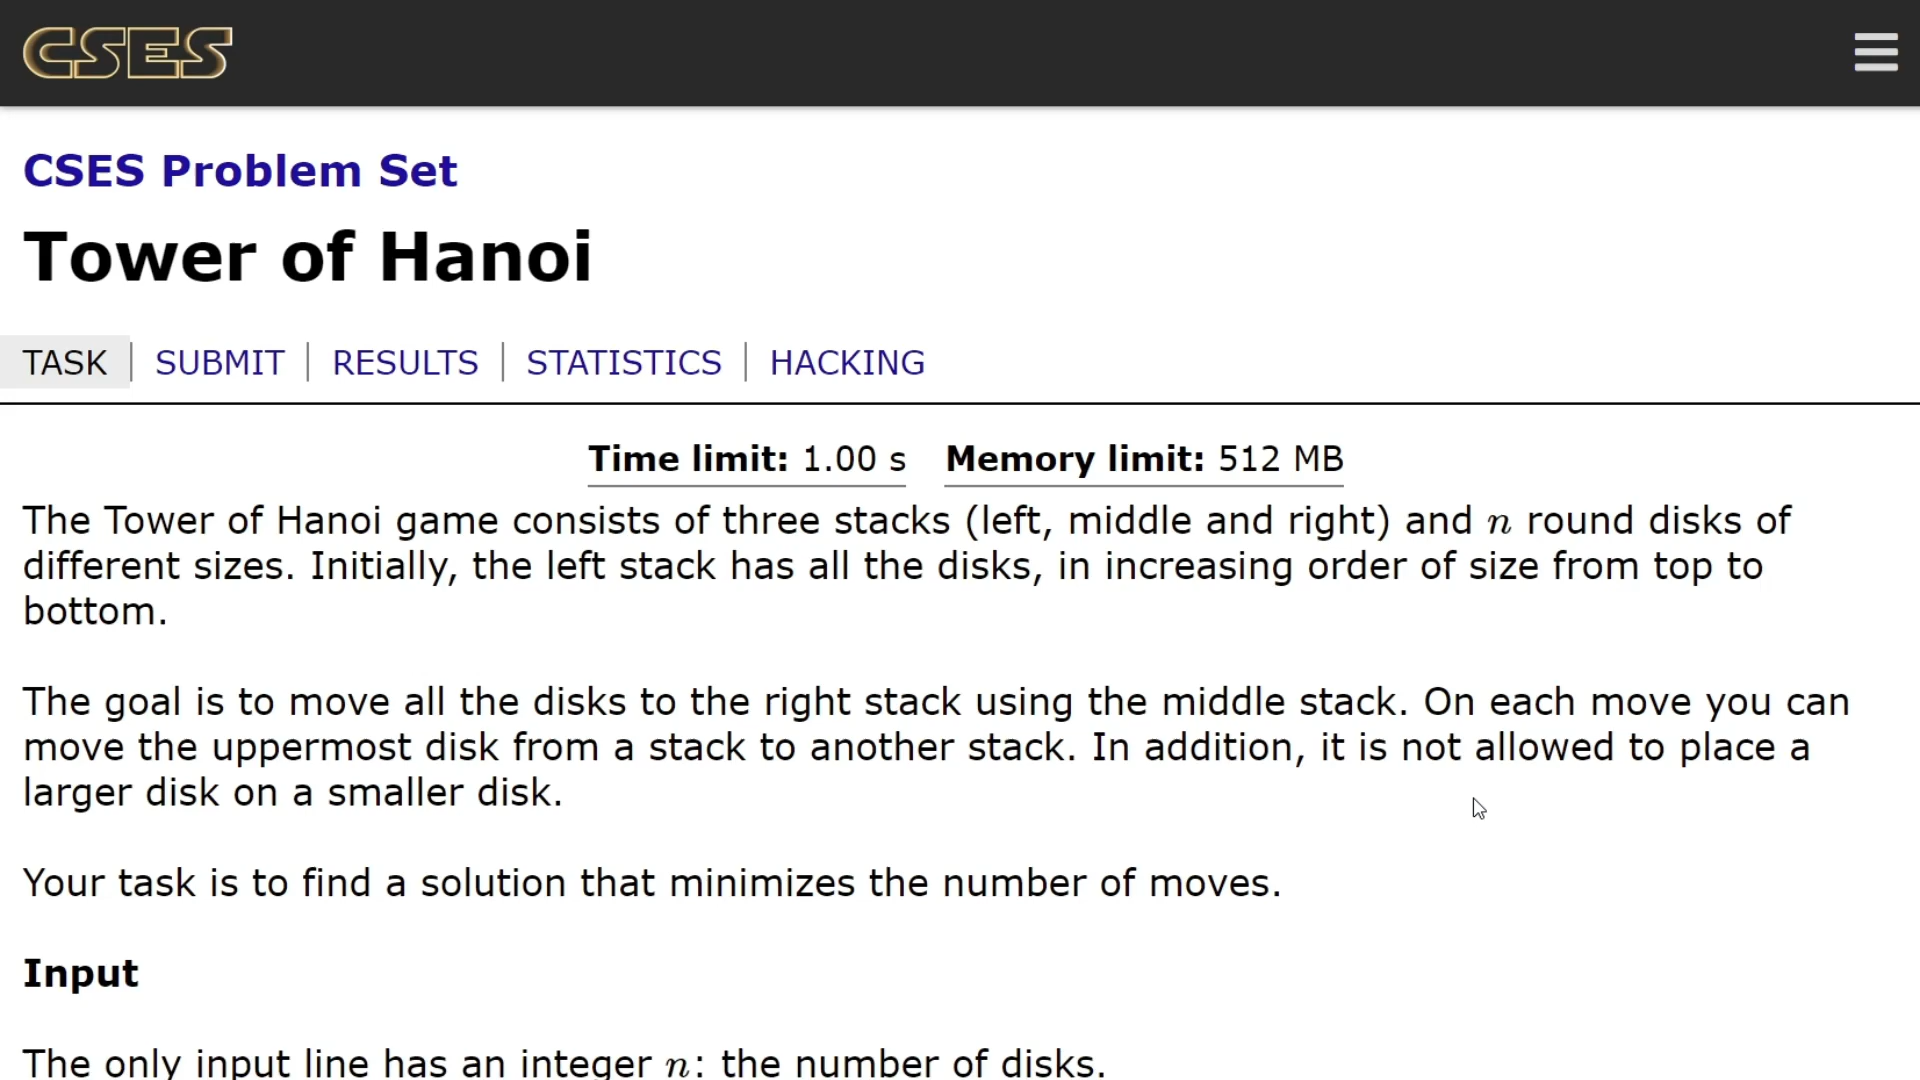 CSES
CSES Problem Set
Tower of Hanoi
TASK | SUBMIT | RESULTS | STATISTICS | HACKING
Time limit: 1.00 s Memory limit: 512 MB
The Tower of Hanoi game consists of three stacks (left, middle and right) and n round disks of
different sizes. Initially, the left stack has all the disks, in increasing order of size from top to
bottom.
The goal is to move all the disks to the right stack using the middle stack. On each move you can
move the uppermost disk from a stack to another stack. In addition, it is not allowed to place a
larger disk on a smaller disk.
Your task is to find a solution that minimizes the number of moves.
Input
The only input line has an integer n: the number of disks.